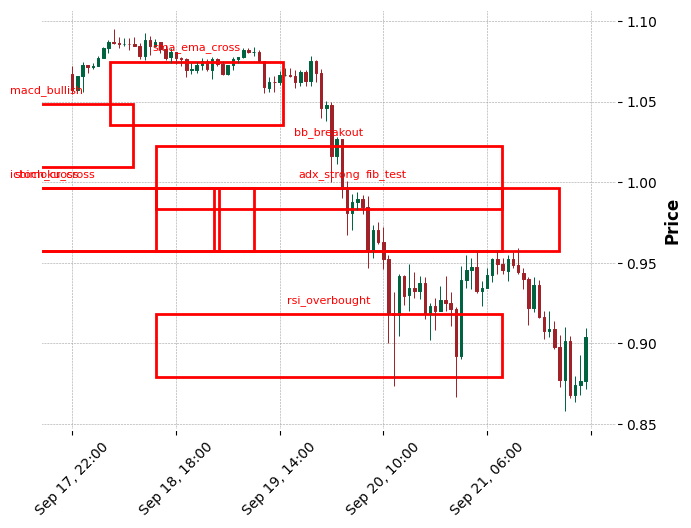 1.10
sma_ema_cross
macd_bullish
1.05
bb_breakout
adx_strong fib_test
1.00
0.95
rsi_overbought
0.90
0.85
Price
Sep 17, 22:00
Sep 18, 18:00
Sep 19, 14:00
Sep 20, 10:00
Sep 21, 06:00